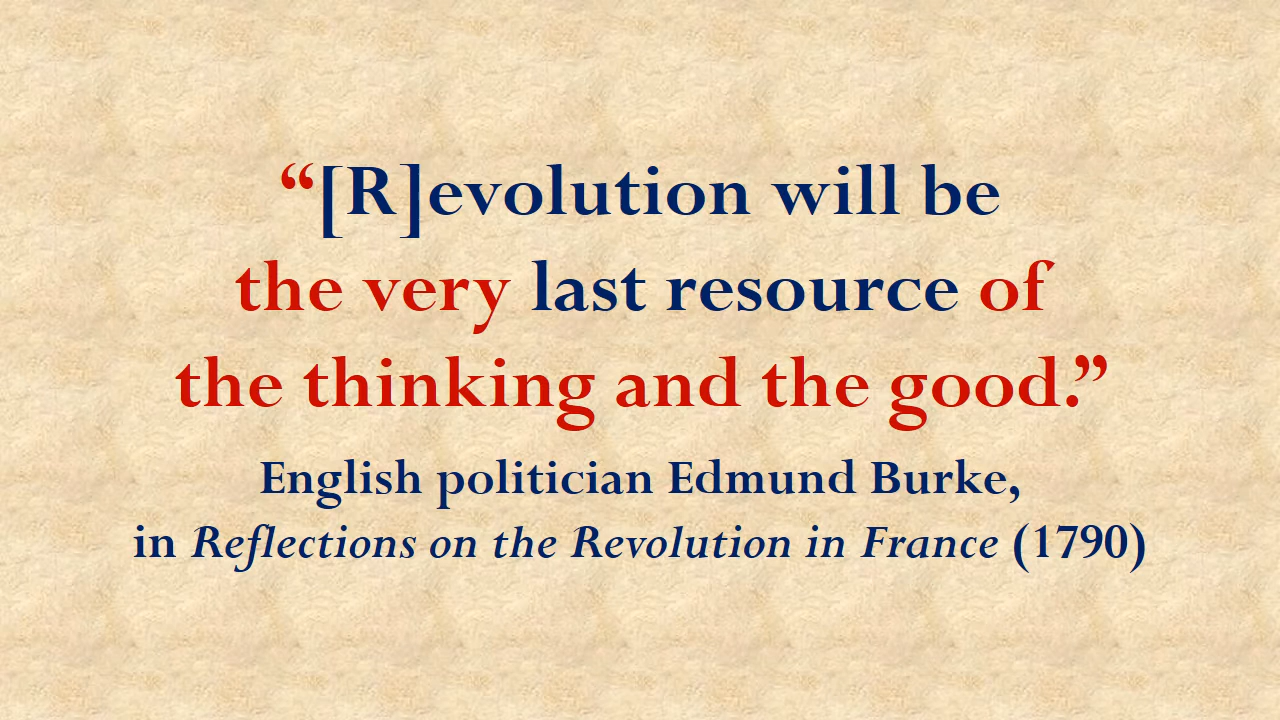 “[R]evolution will be
the very last resource of
the thinking and the good.”
English politician Edmund Burke,
in Reflections on the Revolution in France (1790)